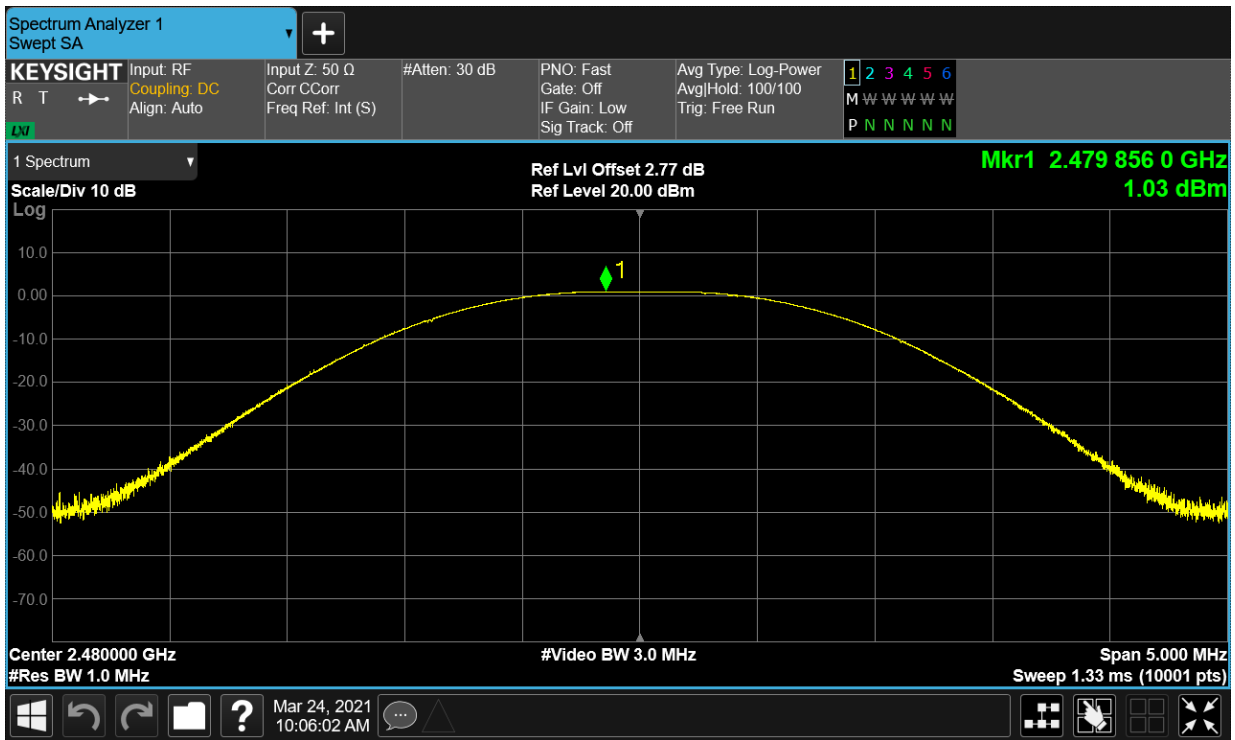 Spectrum Analyzer 1
Swept SA
KEYSIGHT
R T
LXI
Input: RF
Coupling: DC
Align: Auto
Input Z: 50 Ω
Corr CCorr
Freq Ref: Int (S)
#Atten: 30 dB
PNO: Fast
Gate: Off
IF Gain: Low
Sig Track: Off
Avg Type: Log-Power
Avg|Hold: 100/100
Trig: Free Run
1 2 3 4 5 6
M W W W W W
P N N N N N
1 Spectrum
Scale/Div 10 dB
Log
Ref Lvl Offset 2.77 dB
Ref Level 20.00 dBm
Mkr1 2.479 856 0 GHz
1.03 dBm
10.0
0.00
-10.0
-20.0
-30.0
-40.0
-50.0
-60.0
-70.0
1
Center 2.480000 GHz
#Res BW 1.0 MHz
#Video BW 3.0 MHz
Span 5.000 MHz
Sweep 1.33 ms (10001 pts)
?
Mar 24, 2021
10:06:02 AM